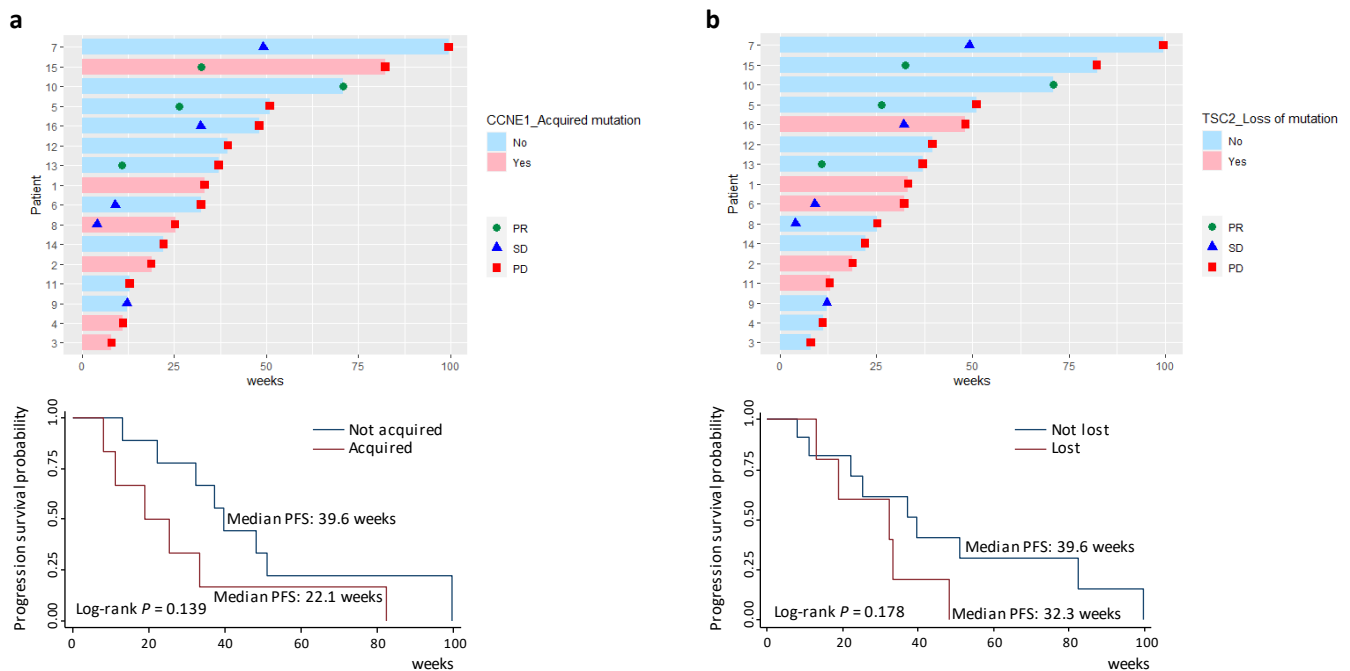 a
7
15
10
5
16
12
13
1
6
8
14
2
11
9
4
3
Patient
0
25
50
75
100
weeks
CCNE1_Acquired mutation
No
Yes
PR
SD
PD
Progression survival probability
1.00
0.75
0.50
0.25
0.00
Not acquired
Acquired
Median PFS: 39.6 weeks
Median PFS: 22.1 weeks
Log-rank P = 0.139
0
20
40
60
80
100
weeks
b
7
15
10
5
16
12
13
1
6
8
14
2
11
9
4
3
Patient
0
25
50
75
100
weeks
TSC2_Loss of mutation
No
Yes
PR
SD
PD
Progression survival probability
1.00
0.75
0.50
0.25
0.00
Not lost
Lost
Median PFS: 39.6 weeks
Log-rank P = 0.178
Median PFS: 32.3 weeks
0
20
40
60
80
100
weeks